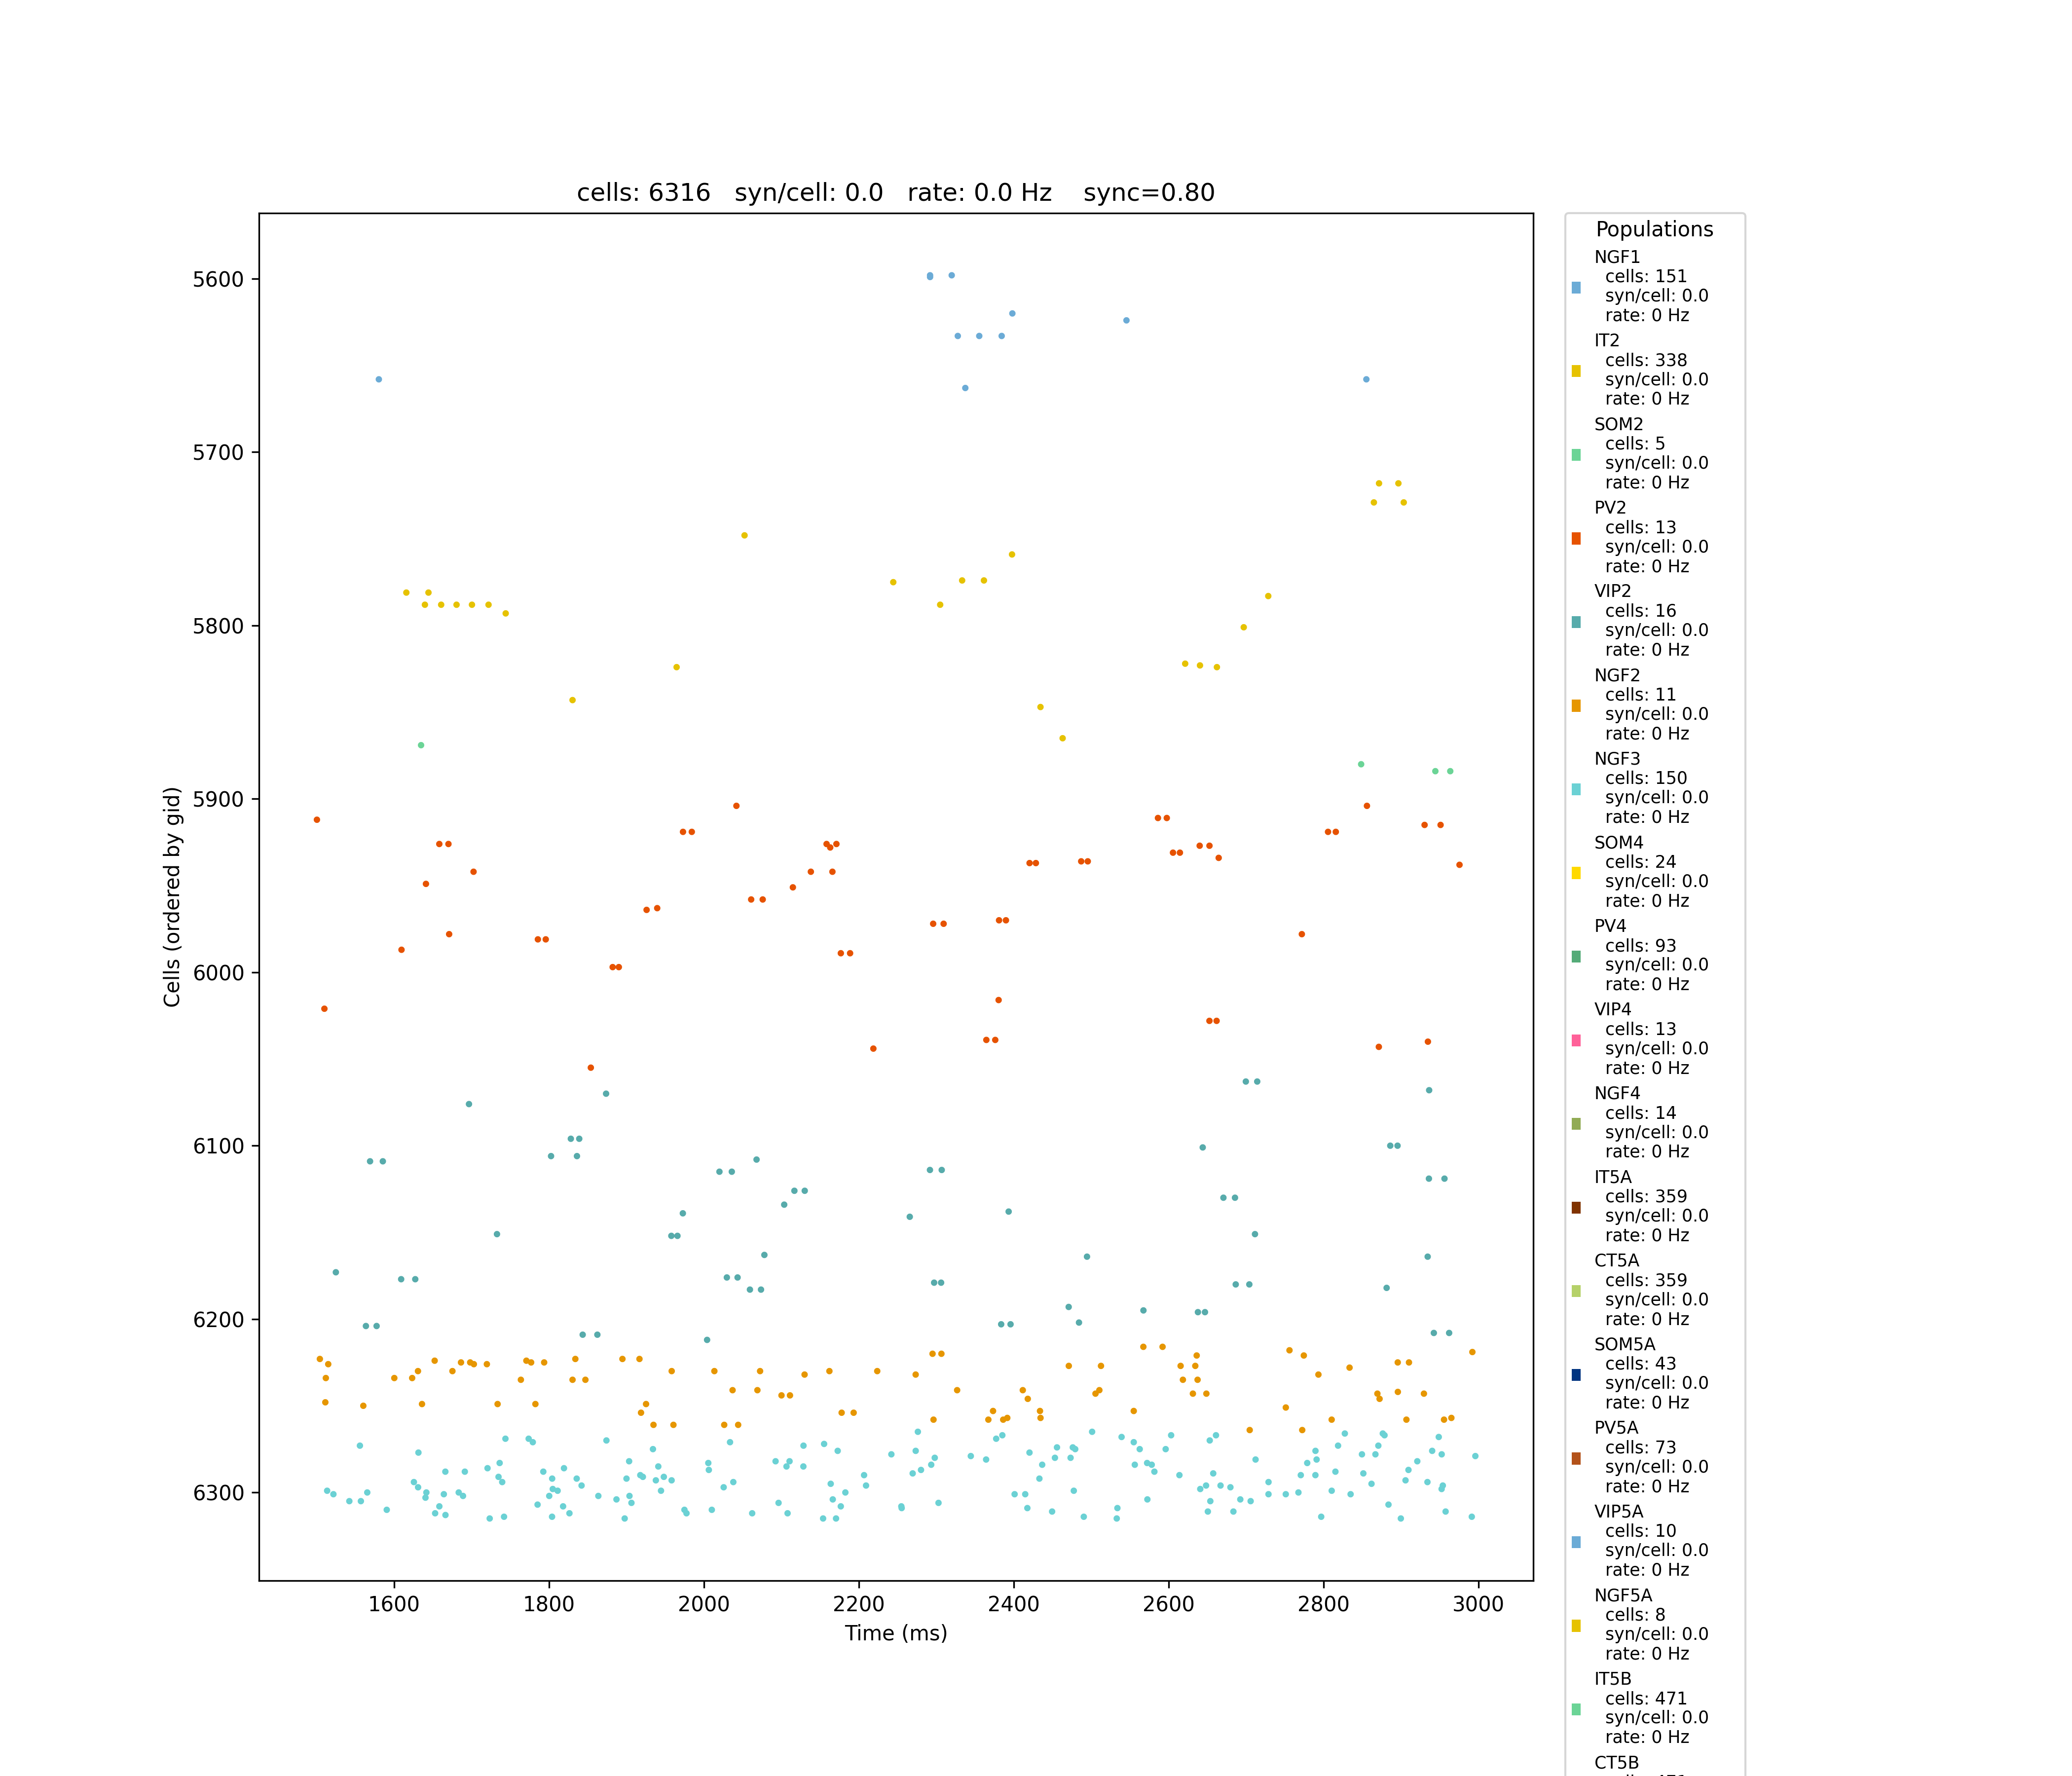 cells: 6316   syn/cell: 0.0   rate: 0.0 Hz    sync=0.80
5600
5700
5800
5900
6000
6100
6200
6300
Cells (ordered by gid)
1600 1800 2000 2200 2400 2600 2800 3000
Time (ms)
Populations
NGF1
cells: 151
syn/cell: 0.0
rate: 0 Hz
IT2
cells: 338
syn/cell: 0.0
rate: 0 Hz
SOM2
cells: 5
syn/cell: 0.0
rate: 0 Hz
PV2
cells: 13
syn/cell: 0.0
rate: 0 Hz
VIP2
cells: 16
syn/cell: 0.0
rate: 0 Hz
NGF2
cells: 11
syn/cell: 0.0
rate: 0 Hz
NGF3
cells: 150
syn/cell: 0.0
rate: 0 Hz
SOM4
cells: 24
syn/cell: 0.0
rate: 0 Hz
PV4
cells: 93
syn/cell: 0.0
rate: 0 Hz
VIP4
cells: 13
syn/cell: 0.0
rate: 0 Hz
NGF4
cells: 14
syn/cell: 0.0
rate: 0 Hz
IT5A
cells: 359
syn/cell: 0.0
rate: 0 Hz
CT5A
cells: 359
syn/cell: 0.0
rate: 0 Hz
SOM5A
cells: 43
syn/cell: 0.0
rate: 0 Hz
PV5A
cells: 73
syn/cell: 0.0
rate: 0 Hz
VIP5A
cells: 10
syn/cell: 0.0
rate: 0 Hz
NGF5A
cells: 8
syn/cell: 0.0
rate: 0 Hz
IT5B
cells: 471
syn/cell: 0.0
rate: 0 Hz
CT5B